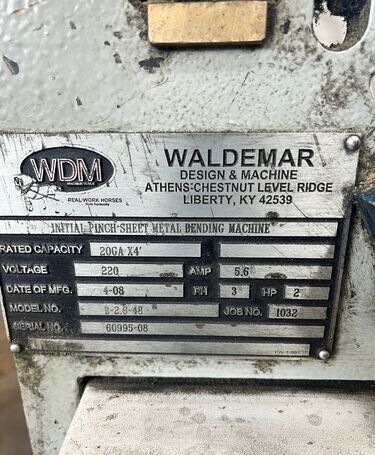 WDM
WALDEMAR
DESIGN & MACHINE
ATHENS-CHESTNUT LEVEL RIDGE
LIBERTY, KY 42539
REAL-WORK HORSES
from Kentucky
INITIAL PINCH-SHEET METAL BENDING MACHINE
RATED CAPACITY 20GA X4'
VOLTAGE 220 AMP 5.6
DATE OF MFG. 4-08 PH 3 HP 2
MODEL NO. B-2.6-48 JOB NO. 1032
SERIAL NO. 60995-08